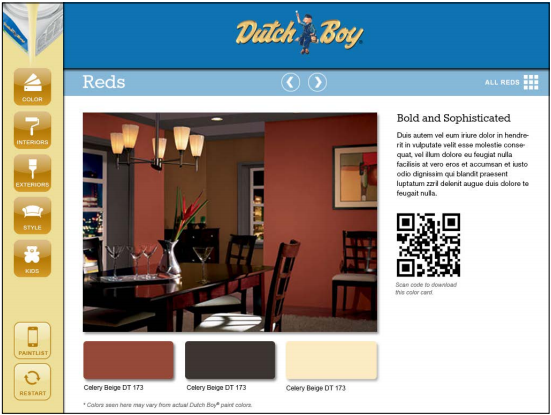 Dutch Boy
Reds
ALL REDS
COLOR
INTERIORS
EXTERIORS
STYLE
KIDS
PAINTLIST
RESTART
Bold and Sophisticated
Duis autem vel eum iriure dolor in hendre-
rit in vulputate velit esse molestie conse-
quat, vel illum dolore eu feugiat nulla
facilisis at vero eros et accumsan et iusto
odio dignissim qui blandit praesent
luptatum zzril delenit augue duis dolore te
feugait nulla.
Scan code to download
this color card.
Celery Beige DT 173
Celery Beige DT 173
Celery Beige DT 173
* Colors seen here may vary from actual Dutch Boy® paint colors.